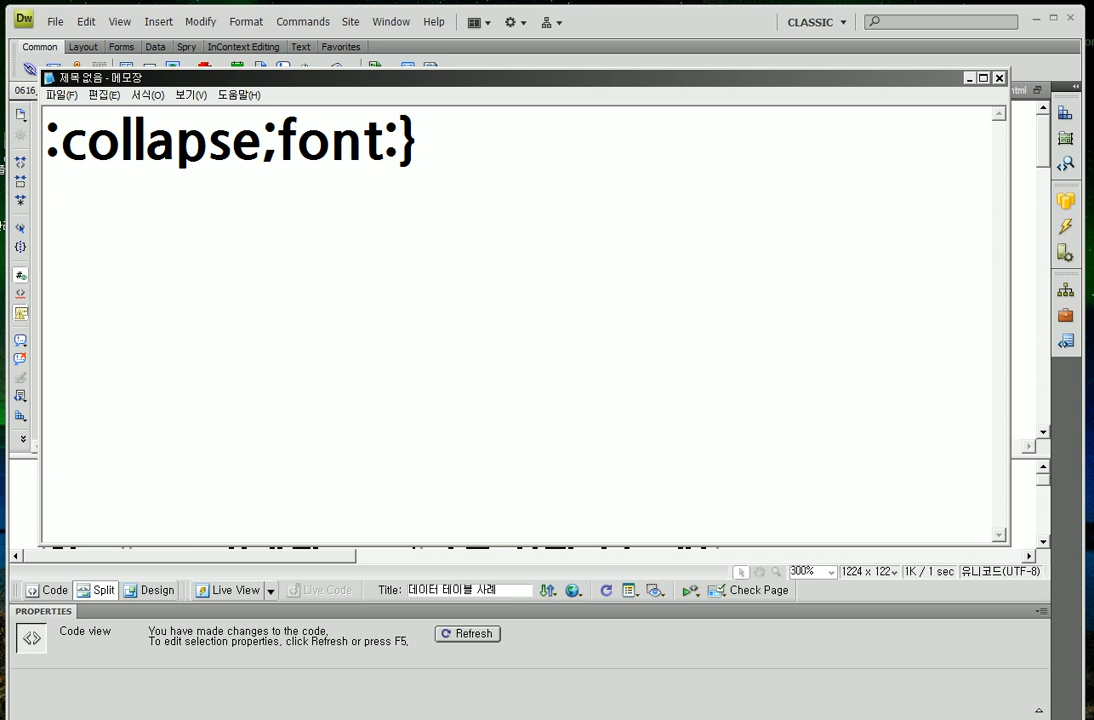 Dw File Edit View Insert Modify Format Commands Site Window Help CLASSIC
Common Layout Forms Data Spry InContext Editing Text Favorites
제목 없음 - 메모장
0616_
html
파일(F) 편집(E) 서식(O) 보기(V) 도움말(H)
:collapse;font:}
300% 1224 x 122 1K / 1 sec 유니코드(UTF-8)
Code Split Design Live View Live Code Title: 데이터 테이블 사례 Check Page
PROPERTIES
Code view You have made changes to the code, Refresh
To edit selection properties, click Refresh or press F5,